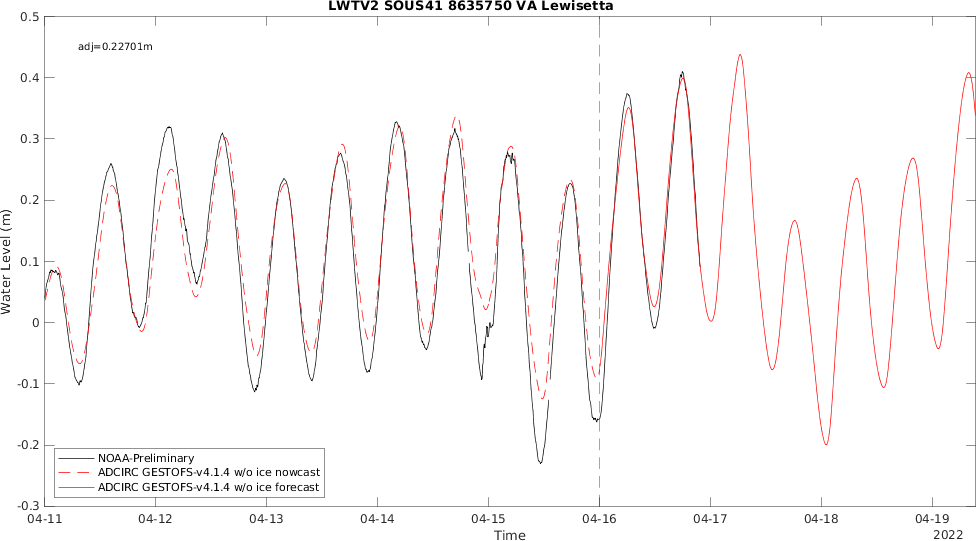 LWTV2 SOUS41 8635750 VA Lewisetta
adj=0.22701m
0.5
0.4
0.3
0.2
0.1
0
-0.1
-0.2
-0.3
Water Level (m)
NOAA-Preliminary
ADCIRC GESTOFS-v4.1.4 w/o ice nowcast
ADCIRC GESTOFS-v4.1.4 w/o ice forecast
04-11 04-12 04-13 04-14 04-15 04-16 04-17 04-18 04-19
Time
2022